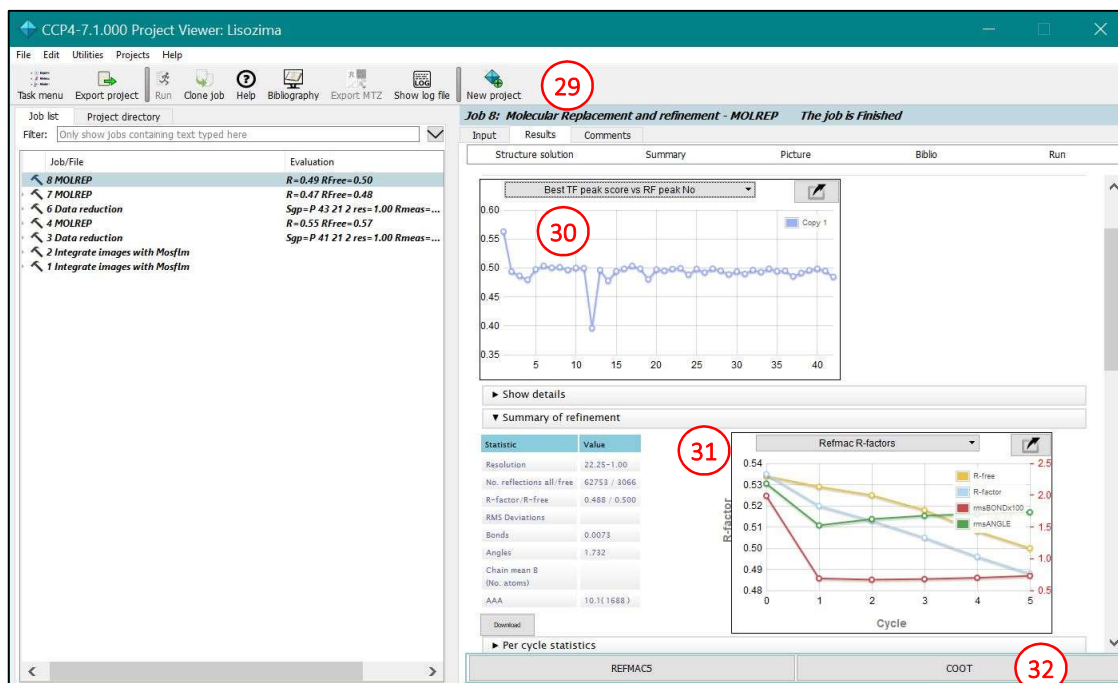 CCP4-7.1.000 Project Viewer: Lisozima
File Edit Utilities Projects Help
Task menu Export project Run Clone job Help Bibliography Export MTZ Show log file New project
29
Job list Project directory
Filter: Only show jobs containing text typed here
Job/File Evaluation
8 MOLREP R=0.49 RFree=0.50
7 MOLREP R=0.47 RFree=0.48
6 Data reduction Sgp=P 43 21 2 res=1.00 Rmeas=...
4 MOLREP R=0.55 RFree=0.57
3 Data reduction Sgp=P 41 21 2 res=1.00 Rmeas=...
2 Integrate images with Mosflm
1 Integrate images with Mosflm
Job 8: Molecular Replacement and refinement - MOLREP The job is Finished
Input Results Comments
Structure solution Summary Picture Biblio Run
Best TF peak score vs RF peak No
30
Copy 1
0.60
0.55
0.50
0.45
0.40
0.35
5 10 15 20 25 30 35 40
► Show details
▼ Summary of refinement
Statistic Value
Resolution 22.25-1.00
No. reflections all/free 62753 / 3066
R-factor/R-free 0.488 / 0.500
RMS Deviations
Bonds 0.0073
Angles 1.732
Chain mean B
(No. atoms)
AAA 10.1(1688)
Download
31
Refmac R-factors
R-free
R-factor
rmsBONDx100
rmsANGLE
R-factor
0.54
0.53
0.52
0.51
0.50
0.49
0.48
2.5
2.0
1.5
1.0
0.5
0 1 2 3 4 5
Cycle
► Per cycle statistics
REFMAC5 COOT
32